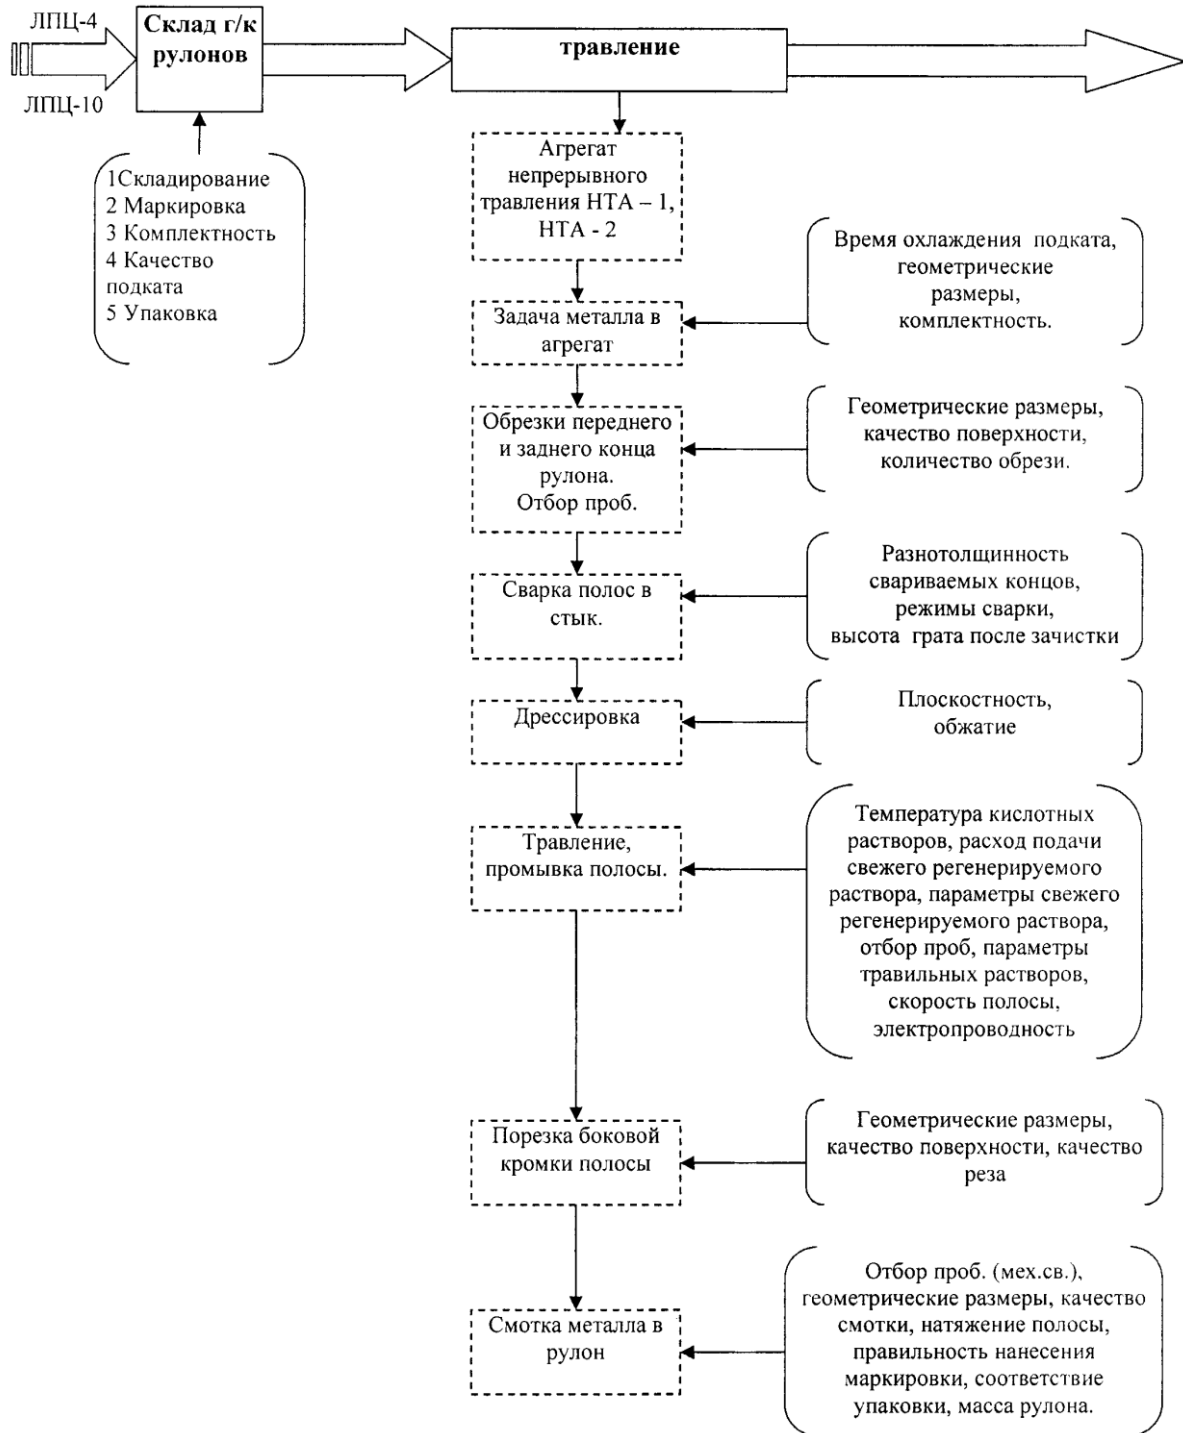 ЛПЦ-4
ЛПЦ-10
Склад г/к
рулонов
травление
1Складирование
2 Маркировка
3 Комплектность
4 Качество
подката
5 Упаковка
Агрегат
непрерывного
травления НТА – 1,
НТА - 2
Время охлаждения подката,
геометрические
размеры,
комплектность.
Задача металла в
агрегат
Обрезки переднего
и заднего конца
рулона.
Отбор проб.
Геометрические размеры,
качество поверхности,
количество обрези.
Сварка полос в
стык.
Разнотолщинность
свариваемых концов,
режимы сварки,
высота грата после зачистки
Дрессировка
Плоскостность,
обжатие
Травление,
промывка полосы.
Температура кислотных
растворов, расход подачи
свежего регенерируемого
раствора, параметры свежего
регенерируемого раствора,
отбор проб, параметры
травильных растворов,
скорость полосы,
электропроводность
Порезка боковой
кромки полосы
Геометрические размеры,
качество поверхности, качество
реза
Смотка металла в
рулон
Отбор проб. (мех.св.),
геометрические размеры, качество
смотки, натяжение полосы,
правильность нанесения
маркировки, соответствие
упаковки, масса рулона.